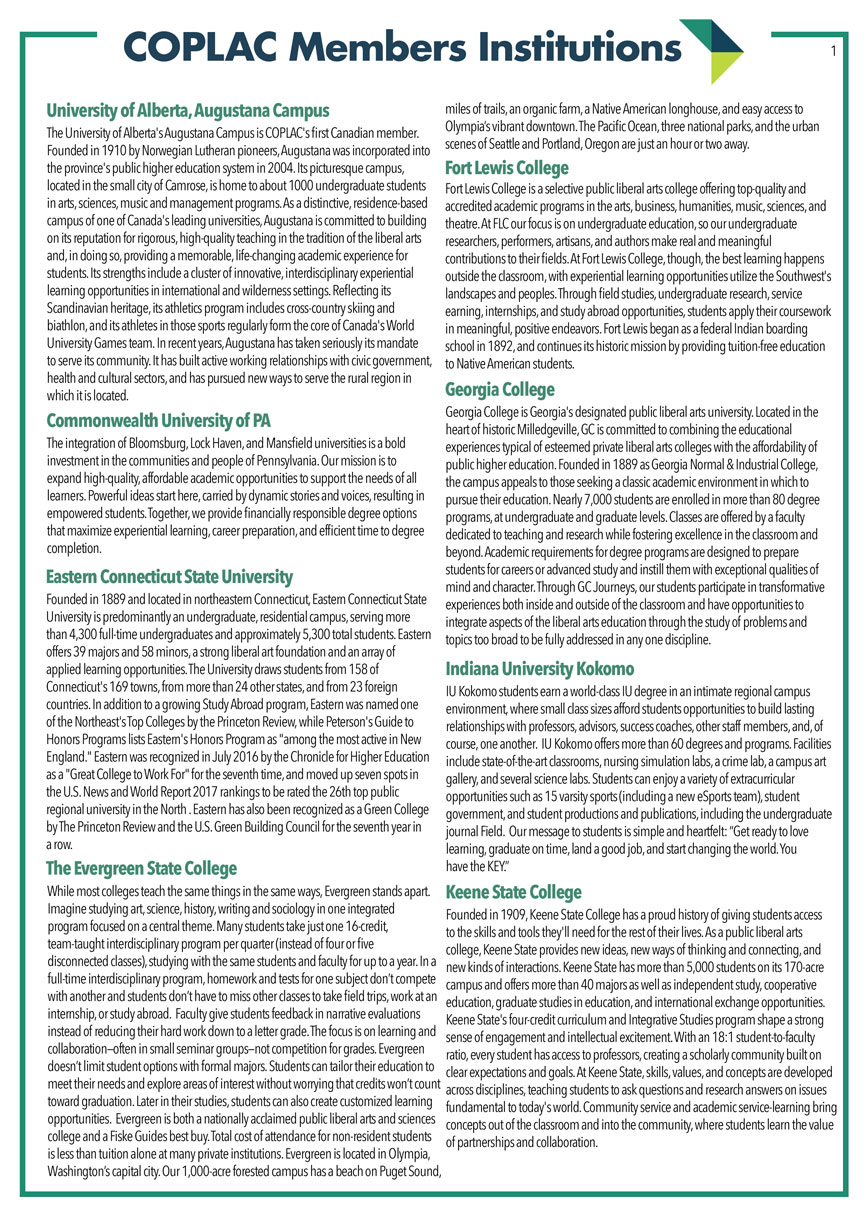 COPLAC Members Institutions
1
University of Alberta, Augustana Campus
The University of Alberta's Augustana Campus is COPLAC's first Canadian member.
Founded in 1910 by Norwegian Lutheran pioneers, Augustana was incorporated into
the province's public higher education system in 2004. Its picturesque campus,
located in the small city of Camrose, is home to about 1000 undergraduate students
in arts, sciences, music and management programs. As a distinctive, residence-based
campus of one of Canada's leading universities, Augustana is committed to building
on its reputation for rigorous, high-quality teaching in the tradition of the liberal arts
and, in doing so, providing a memorable, life-changing academic experience for
students. Its strengths include a cluster of innovative, interdisciplinary experiential
learning opportunities in international and wilderness settings. Reflecting its
Scandinavian heritage, its athletics program includes cross-country skiing and
biathlon, and its athletes in those sports regularly form the core of Canada's World
University Games team. In recent years, Augustana has taken seriously its mandate
to serve its community. It has built active working relationships with civic government,
health and cultural sectors, and has pursued new ways to serve the rural region in
which it is located.
Commonwealth University of PA
The integration of Bloomsburg, Lock Haven, and Mansfield universities is a bold
investment in the communities and people of Pennsylvania. Our mission is to
expand high-quality, affordable academic opportunities to support the needs of all
learners. Powerful ideas start here, carried by dynamic stories and voices, resulting in
empowered students. Together, we provide financially responsible degree options
that maximize experiential learning, career preparation, and efficient time to degree
completion.
Eastern Connecticut State University
Founded in 1889 and located in northeastern Connecticut, Eastern Connecticut State
University is predominantly an undergraduate, residential campus, serving more
than 4,300 full-time undergraduates and approximately 5,300 total students. Eastern
offers 39 majors and 58 minors, a strong liberal art foundation and an array of
applied learning opportunities. The University draws students from 158 of
Connecticut's 169 towns, from more than 24 other states, and from 23 foreign
countries. In addition to a growing Study Abroad program, Eastern was named one
of the Northeast's Top Colleges by the Princeton Review, while Peterson's Guide to
Honors Programs lists Eastern's Honors Program as "among the most active in New
England." Eastern was recognized in July 2016 by the Chronicle for Higher Education
as a "Great College to Work For" for the seventh time, and moved up seven spots in
the U.S. News and World Report 2017 rankings to be rated the 26th top public
regional university in the North . Eastern has also been recognized as a Green College
by The Princeton Review and the U.S. Green Building Council for the seventh year in
a row.
The Evergreen State College
While most colleges teach the same things in the same ways, Evergreen stands apart.
Imagine studying art, science, history, writing and sociology in one integrated
program focused on a central theme. Many students take just one 16-credit,
team-taught interdisciplinary program per quarter (instead of four or five
disconnected classes), studying with the same students and faculty for up to a year. In a
full-time interdisciplinary program, homework and tests for one subject don't compete
with another and students don't have to miss other classes to take field trips, work at an
internship, or study abroad. Faculty give students feedback in narrative evaluations
instead of reducing their hard work down to a letter grade. The focus is on learning and
collaboration—often in small seminar groups—not competition for grades. Evergreen
doesn't limit student options with formal majors. Students can tailor their education to
meet their needs and explore areas of interest without worrying that credits won't count
toward graduation. Later in their studies, students can also create customized learning
opportunities. Evergreen is both a nationally acclaimed public liberal arts and sciences
college and a Fiske Guides best buy. Total cost of attendance for non-resident students
is less than tuition alone at many private institutions. Evergreen is located in Olympia,
Washington's capital city. Our 1,000-acre forested campus has a beach on Puget Sound,
miles of trails, an organic farm, a Native American longhouse, and easy access to
Olympia's vibrant downtown. The Pacific Ocean, three national parks, and the urban
scenes of Seattle and Portland, Oregon are just an hour or two away.
Fort Lewis College
Fort Lewis College is a selective public liberal arts college offering top-quality and
accredited academic programs in the arts, business, humanities, music, sciences, and
theatre. At FLC our focus is on undergraduate education, so our undergraduate
researchers, performers, artisans, and authors make real and meaningful
contributions to their fields. At Fort Lewis College, though, the best learning happens
outside the classroom, with experiential learning opportunities utilize the Southwest's
landscapes and peoples. Through field studies, undergraduate research, service
earning, internships, and study abroad opportunities, students apply their coursework
in meaningful, positive endeavors. Fort Lewis began as a federal Indian boarding
school in 1892, and continues its historic mission by providing tuition-free education
to Native American students.
Georgia College
Georgia College is Georgia's designated public liberal arts university. Located in the
heart of historic Milledgeville, GC is committed to combining the educational
experiences typical of esteemed private liberal arts colleges with the affordability of
public higher education. Founded in 1889 as Georgia Normal & Industrial College,
the campus appeals to those seeking a classic academic environment in which to
pursue their education. Nearly 7,000 students are enrolled in more than 80 degree
programs, at undergraduate and graduate levels. Classes are offered by a faculty
dedicated to teaching and research while fostering excellence in the classroom and
beyond. Academic requirements for degree programs are designed to prepare
students for careers or advanced study and instill them with exceptional qualities of
mind and character. Through GC Journeys, our students participate in transformative
experiences both inside and outside of the classroom and have opportunities to
integrate aspects of the liberal arts education through the study of problems and
topics too broad to be fully addressed in any one discipline.
Indiana University Kokomo
IU Kokomo students earn a world-class IU degree in an intimate regional campus
environment, where small class sizes afford students opportunities to build lasting
relationships with professors, advisors, success coaches, other staff members, and, of
course, one another. IU Kokomo offers more than 60 degrees and programs. Facilities
include state-of-the-art classrooms, nursing simulation labs, a crime lab, a campus art
gallery, and several science labs. Students can enjoy a variety of extracurricular
opportunities such as 15 varsity sports (including a new eSports team), student
government, and student productions and publications, including the undergraduate
journal Field. Our message to students is simple and heartfelt: "Get ready to love
learning, graduate on time, land a good job, and start changing the world. You
have the KEY."
Keene State College
Founded in 1909, Keene State College has a proud history of giving students access
to the skills and tools they'll need for the rest of their lives. As a public liberal arts
college, Keene State provides new ideas, new ways of thinking and connecting, and
new kinds of interactions. Keene State has more than 5,000 students on its 170-acre
campus and offers more than 40 majors as well as independent study, cooperative
education, graduate studies in education, and international exchange opportunities.
Keene State's four-credit curriculum and Integrative Studies program shape a strong
sense of engagement and intellectual excitement. With an 18:1 student-to-faculty
ratio, every student has access to professors, creating a scholarly community built on
clear expectations and goals. At Keene State, skills, values, and concepts are developed
across disciplines, teaching students to ask questions and research answers on issues
fundamental to today's world. Community service and academic service-learning bring
concepts out of the classroom and into the community, where students learn the value
of partnerships and collaboration.